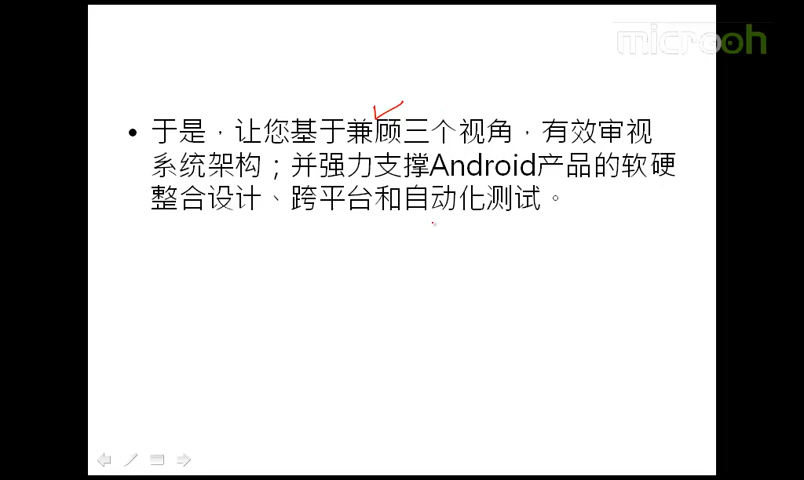 microoh
• 于是，让您基于兼顾三个视角，有效审视
系统架构；并强力支撑Android产品的软硬
整合设计、跨平台和自动化测试。